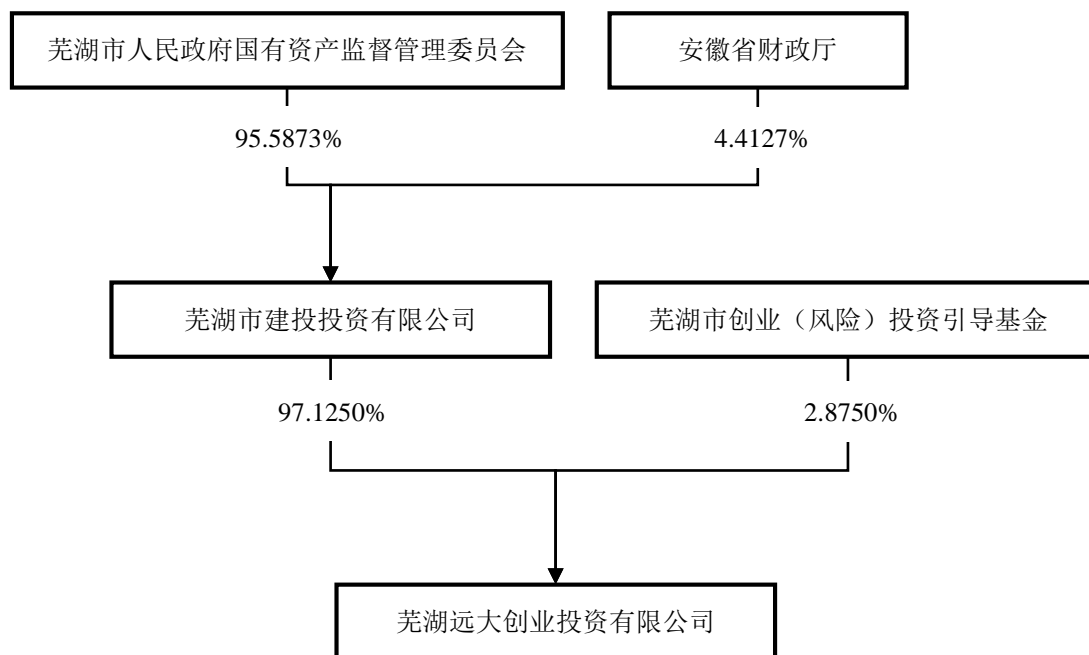 芜湖市人民政府国有资产监督管理委员会
安徽省财政厅
95.5873%
4.4127%
芜湖市建投投资有限公司
芜湖市创业（风险）投资引导基金
97.1250%
2.8750%
芜湖远大创业投资有限公司